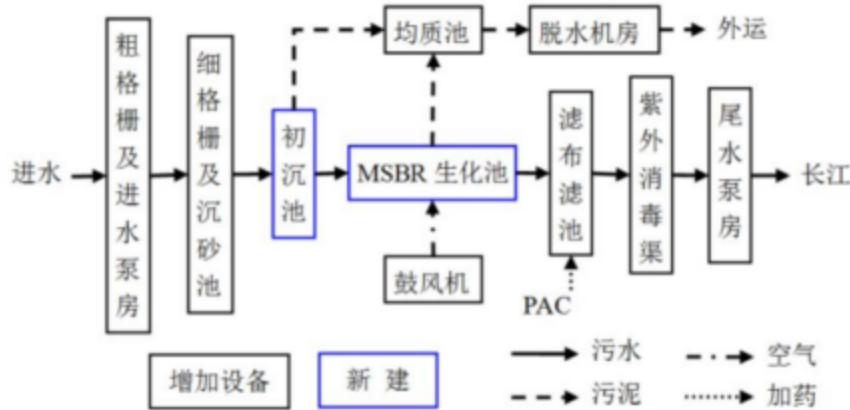 均质池
脱水机房
外运
进水
粗格栅及进水泵房
细格栅及沉砂池
初沉池
MSBR 生化池
滤布滤池
紫外消毒渠
尾水泵房
长江
鼓风机
PAC
增加设备
新 建
污水
空气
污泥
加药